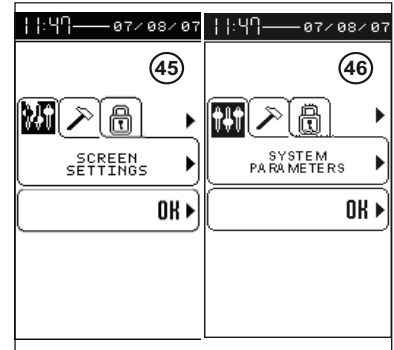 11:47 07/08/07
45
SCREEN
SETTINGS
OK
11:47 07/08/07
46
SYSTEM
PARAMETERS
OK